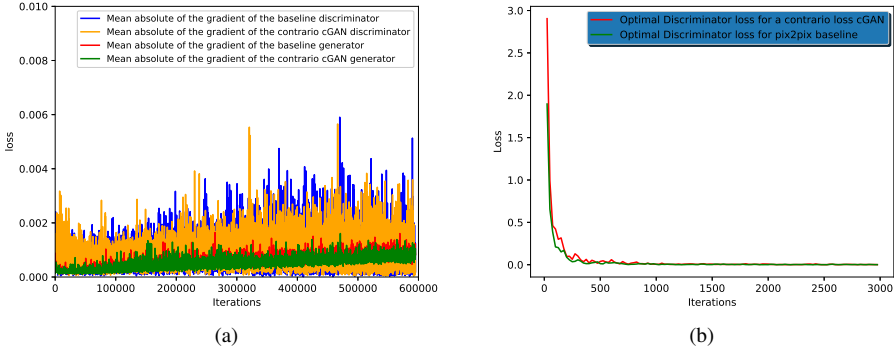 0.010
0.008
0.006
0.004
0.002
0.000
loss
Mean absolute of the gradient of the baseline discriminator
Mean absolute of the gradient of the contrario cGAN discriminator
Mean absolute of the gradient of the baseline generator
Mean absolute of the gradient of the contrario cGAN generator
0 100000 200000 300000 400000 500000 600000
Iterations
(a)
3.0
2.5
2.0
1.5
1.0
0.5
0.0
Loss
Optimal Discriminator loss for a contrario loss cGAN
Optimal Discriminator loss for pix2pix baseline
0 500 1000 1500 2000 2500 3000
Iterations
(b)